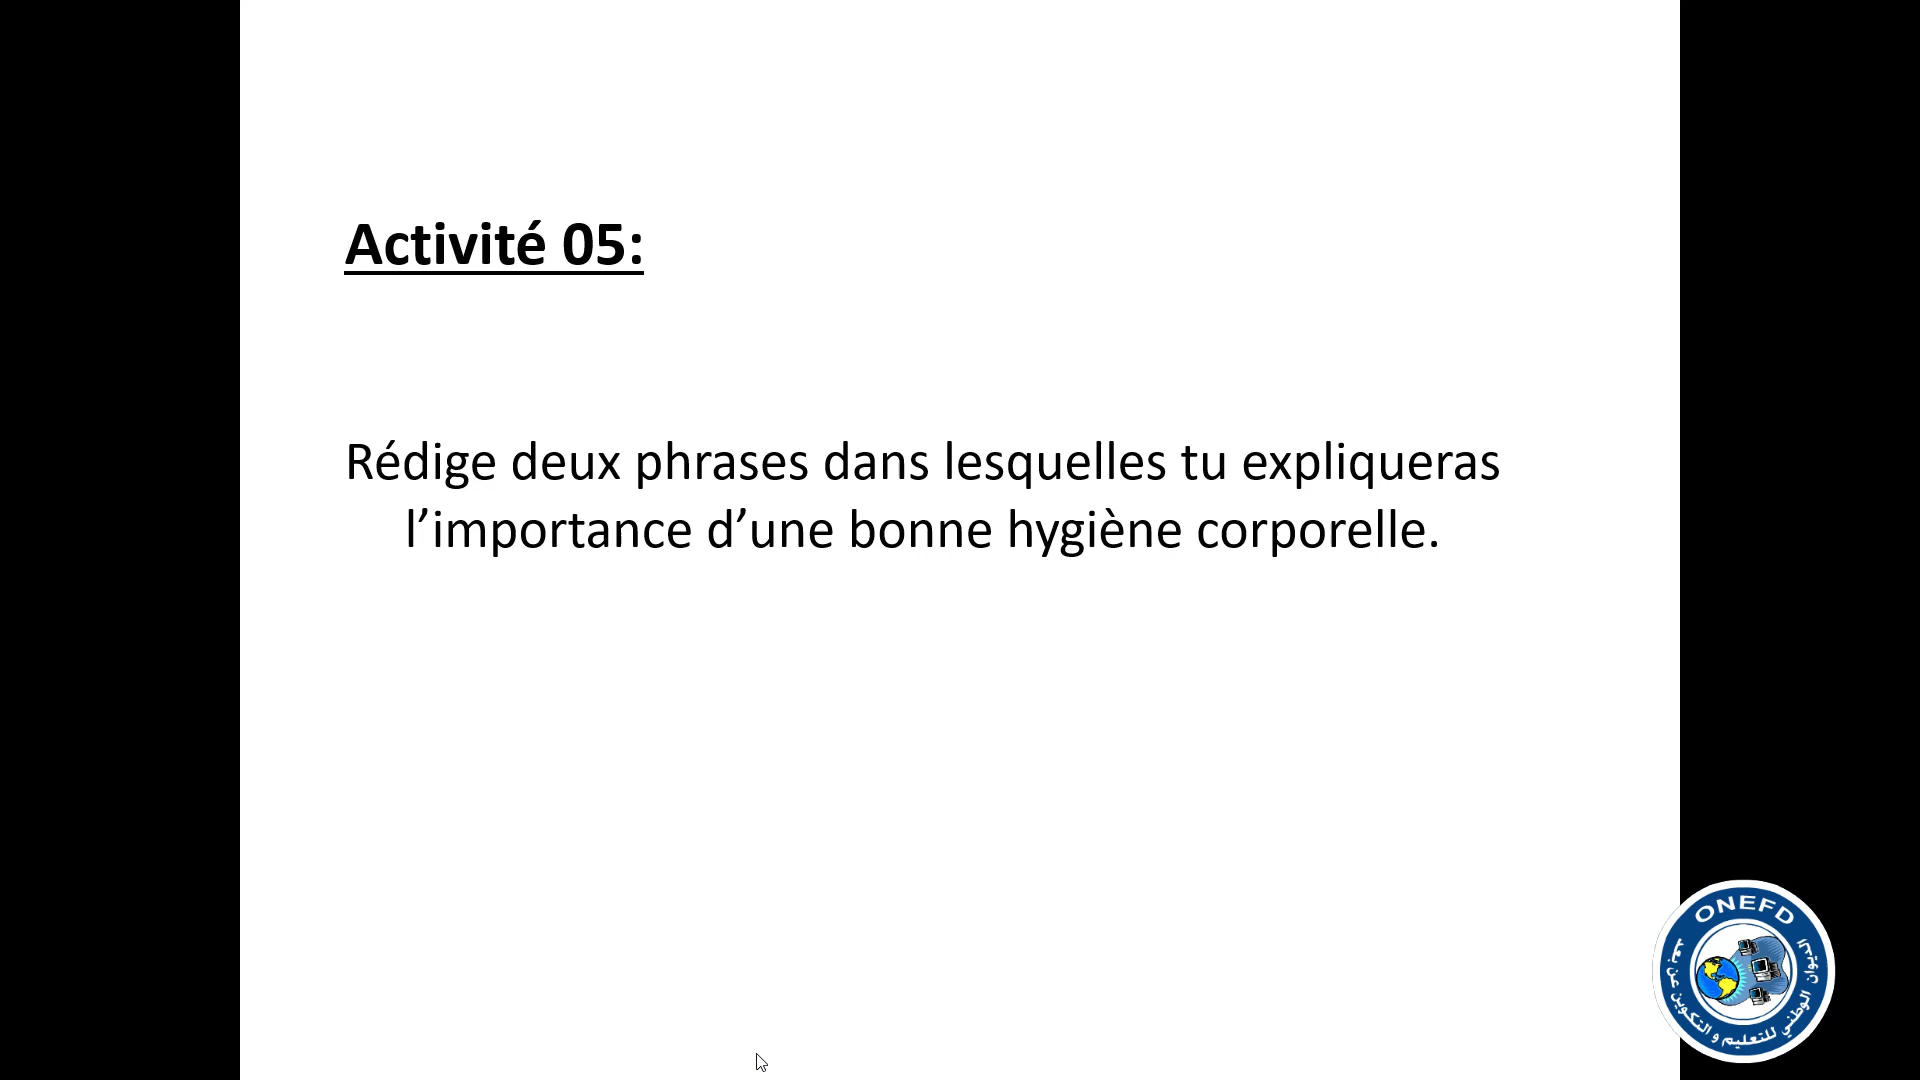 Activité 05:
Rédige deux phrases dans lesquelles tu expliqueras
l’importance d’une bonne hygiène corporelle.
ONEFD
الديوان الوطني للتعليم و التكوين عن بعد